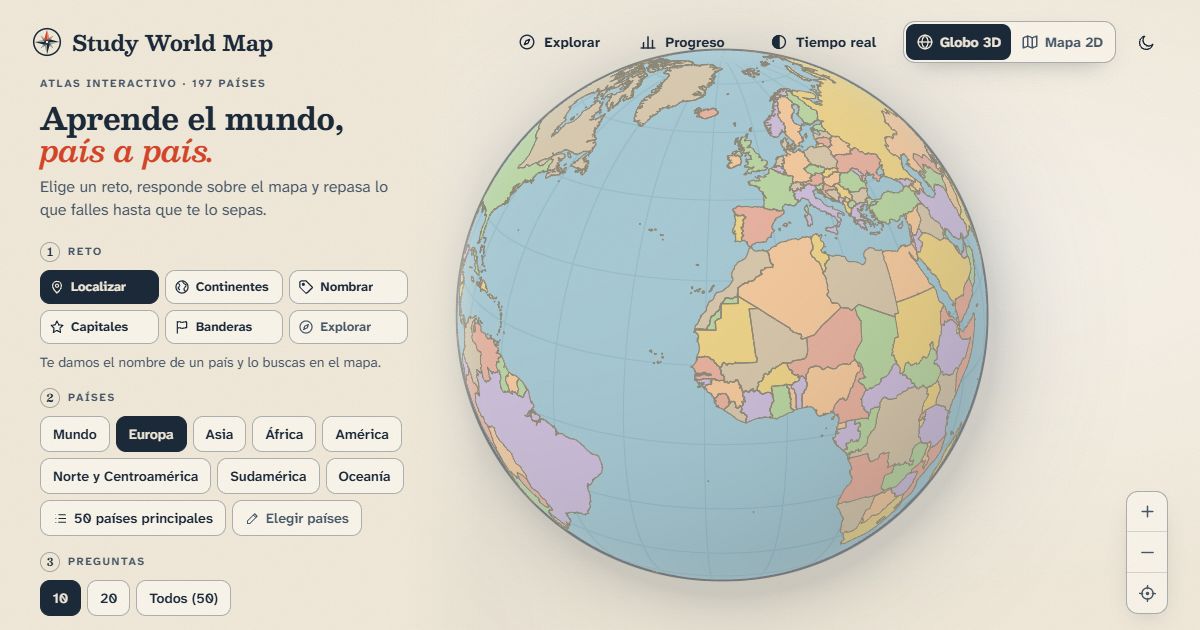 Study World Map
Explorar
Progreso
Tiempo real
Globo 3D
Mapa 2D
ATLAS INTERACTIVO · 197 PAÍSES
Aprende el mundo,
país a país.
Elige un reto, responde sobre el mapa y repasa lo
que falles hasta que te lo sepas.
1 RETO
Localizar
Continentes
Nombrar
Capitales
Banderas
Explorar
Te damos el nombre de un país y lo buscas en el mapa.
2 PAÍSES
Mundo
Europa
Asia
África
América
Norte y Centroamérica
Sudamérica
Oceanía
50 países principales
Elegir países
3 PREGUNTAS
10
20
Todos (50)
+
−